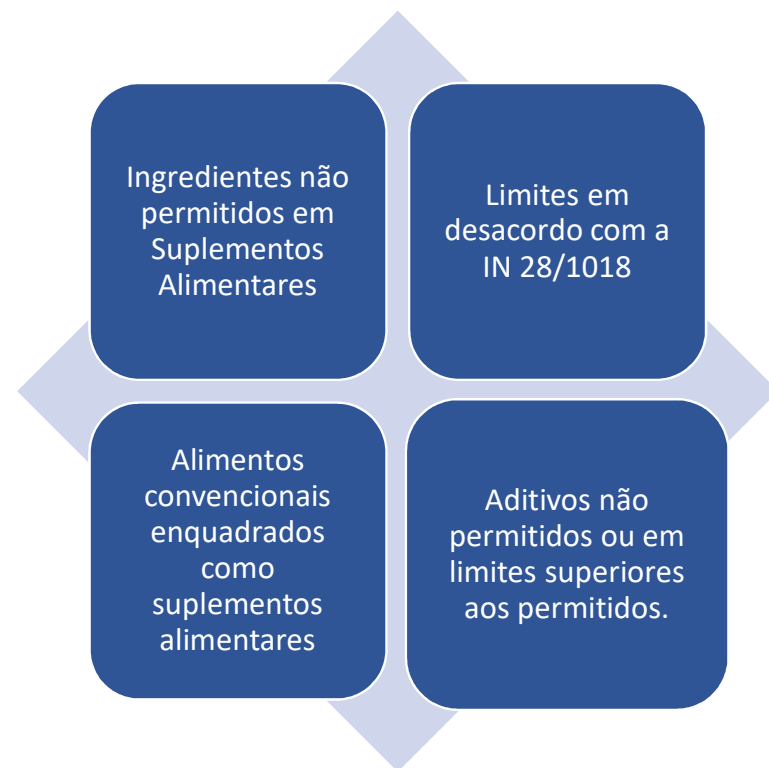 Ingredientes não
permitidos em
Suplementos
Alimentares
Limites em
desacordo com a
IN 28/1018
Alimentos
convencionais
enquadrados
como
suplementos
alimentares
Aditivos não
permitidos ou em
limites superiores
aos permitidos.